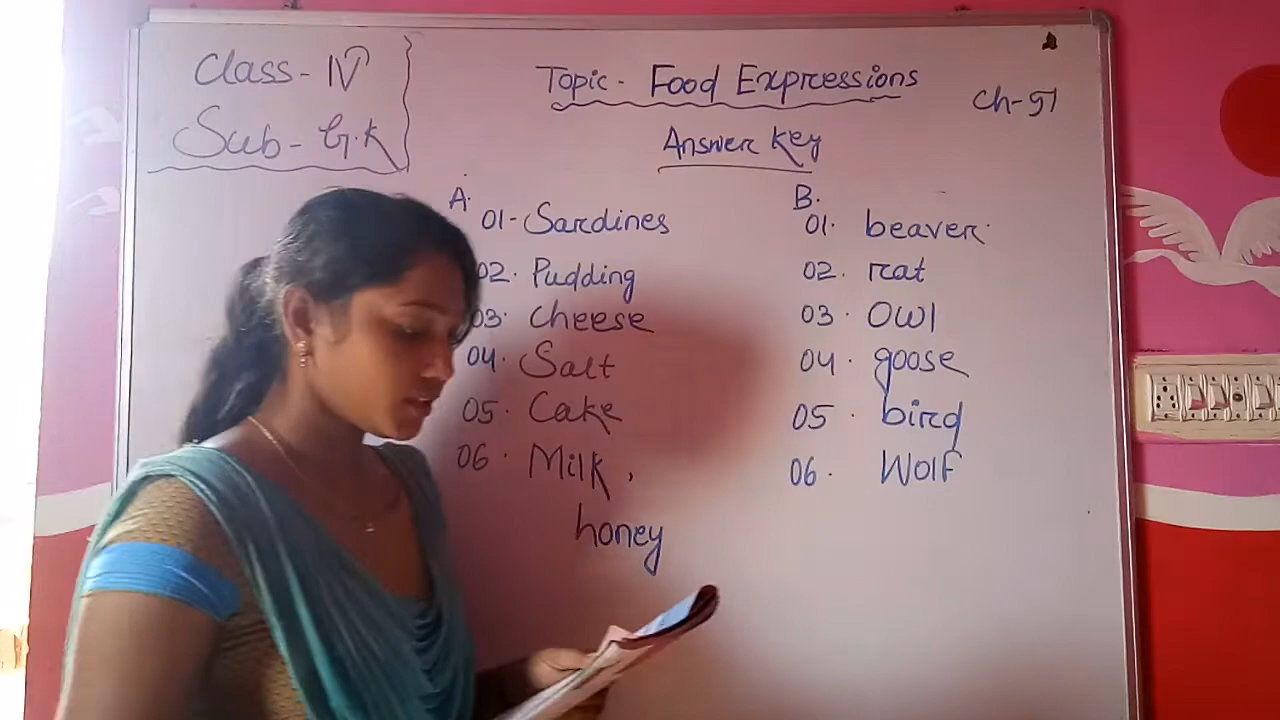 Class - IV
Sub - G.K
Topic - Food Expressions
Ch-51
Answer Key
A.
01 - Sardines
02. Pudding
03. Cheese
04. Salt
05. Cake
06. Milk,
honey
B.
01. beaver
02. rat
03. Owl
04. goose
05. bird
06. Wolf